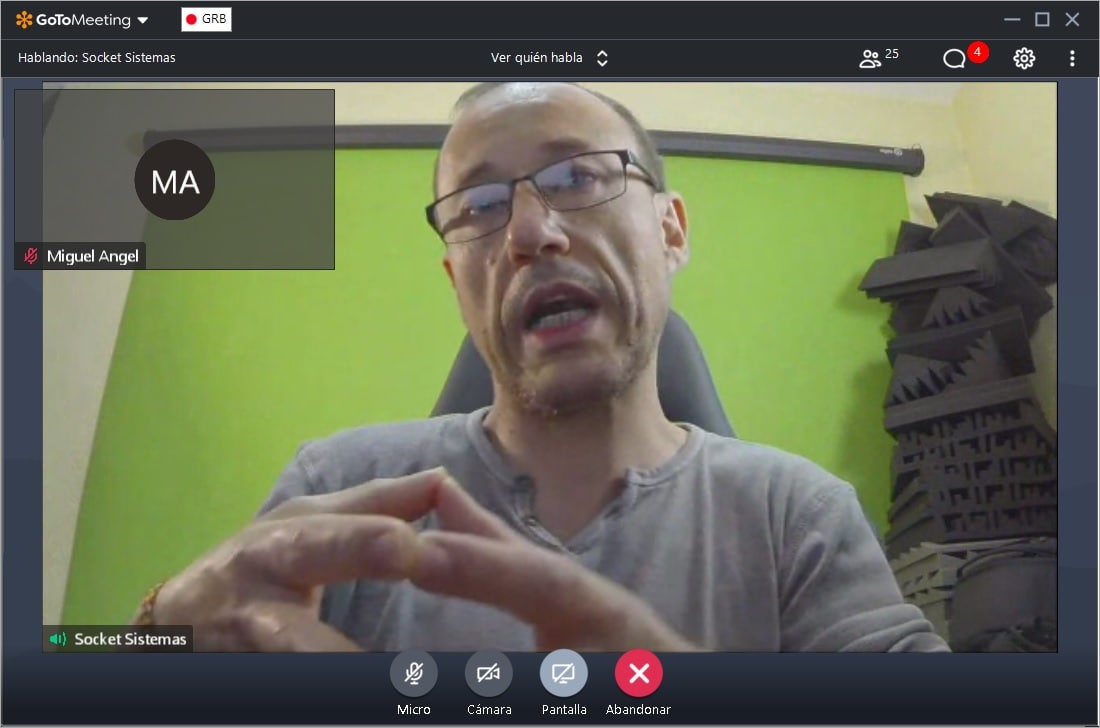 GoToMeeting
GRB
Hablando: Socket Sistemas
Ver quién habla
25
4
MA
Miguel Angel
Socket Sistemas
Micro
Cámara
Pantalla
Abandonar